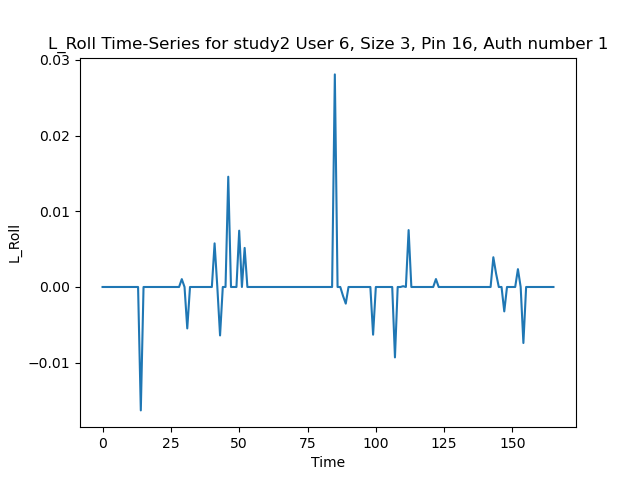 L_Roll Time-Series for study2 User 6, Size 3, Pin 16, Auth number 1
0.03
0.02
0.01
0.00
−0.01
L_Roll
0 25 50 75 100 125 150
Time